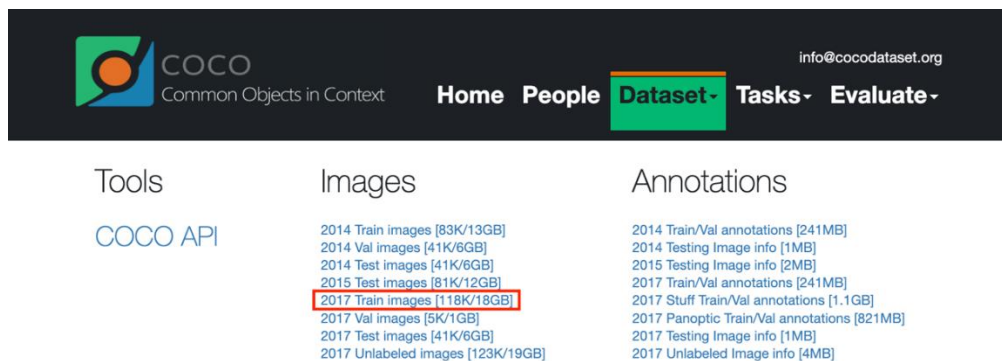 info@cocodataset.org
COCO
Common Objects in Context
Home People Dataset Tasks Evaluate
Tools
COCO API
Images
2014 Train images [83K/13GB]
2014 Val images [41K/6GB]
2014 Test images [41K/6GB]
2015 Test images [81K/12GB]
2017 Train images [118K/18GB]
2017 Val images [5K/1GB]
2017 Test images [41K/6GB]
2017 Unlabeled images [123K/19GB]
Annotations
2014 Train/Val annotations [241MB]
2014 Testing Image info [1MB]
2015 Testing Image info [2MB]
2017 Train/Val annotations [241MB]
2017 Stuff Train/Val annotations [1.1GB]
2017 Panoptic Train/Val annotations [821MB]
2017 Testing Image info [1MB]
2017 Unlabeled Image info [4MB]